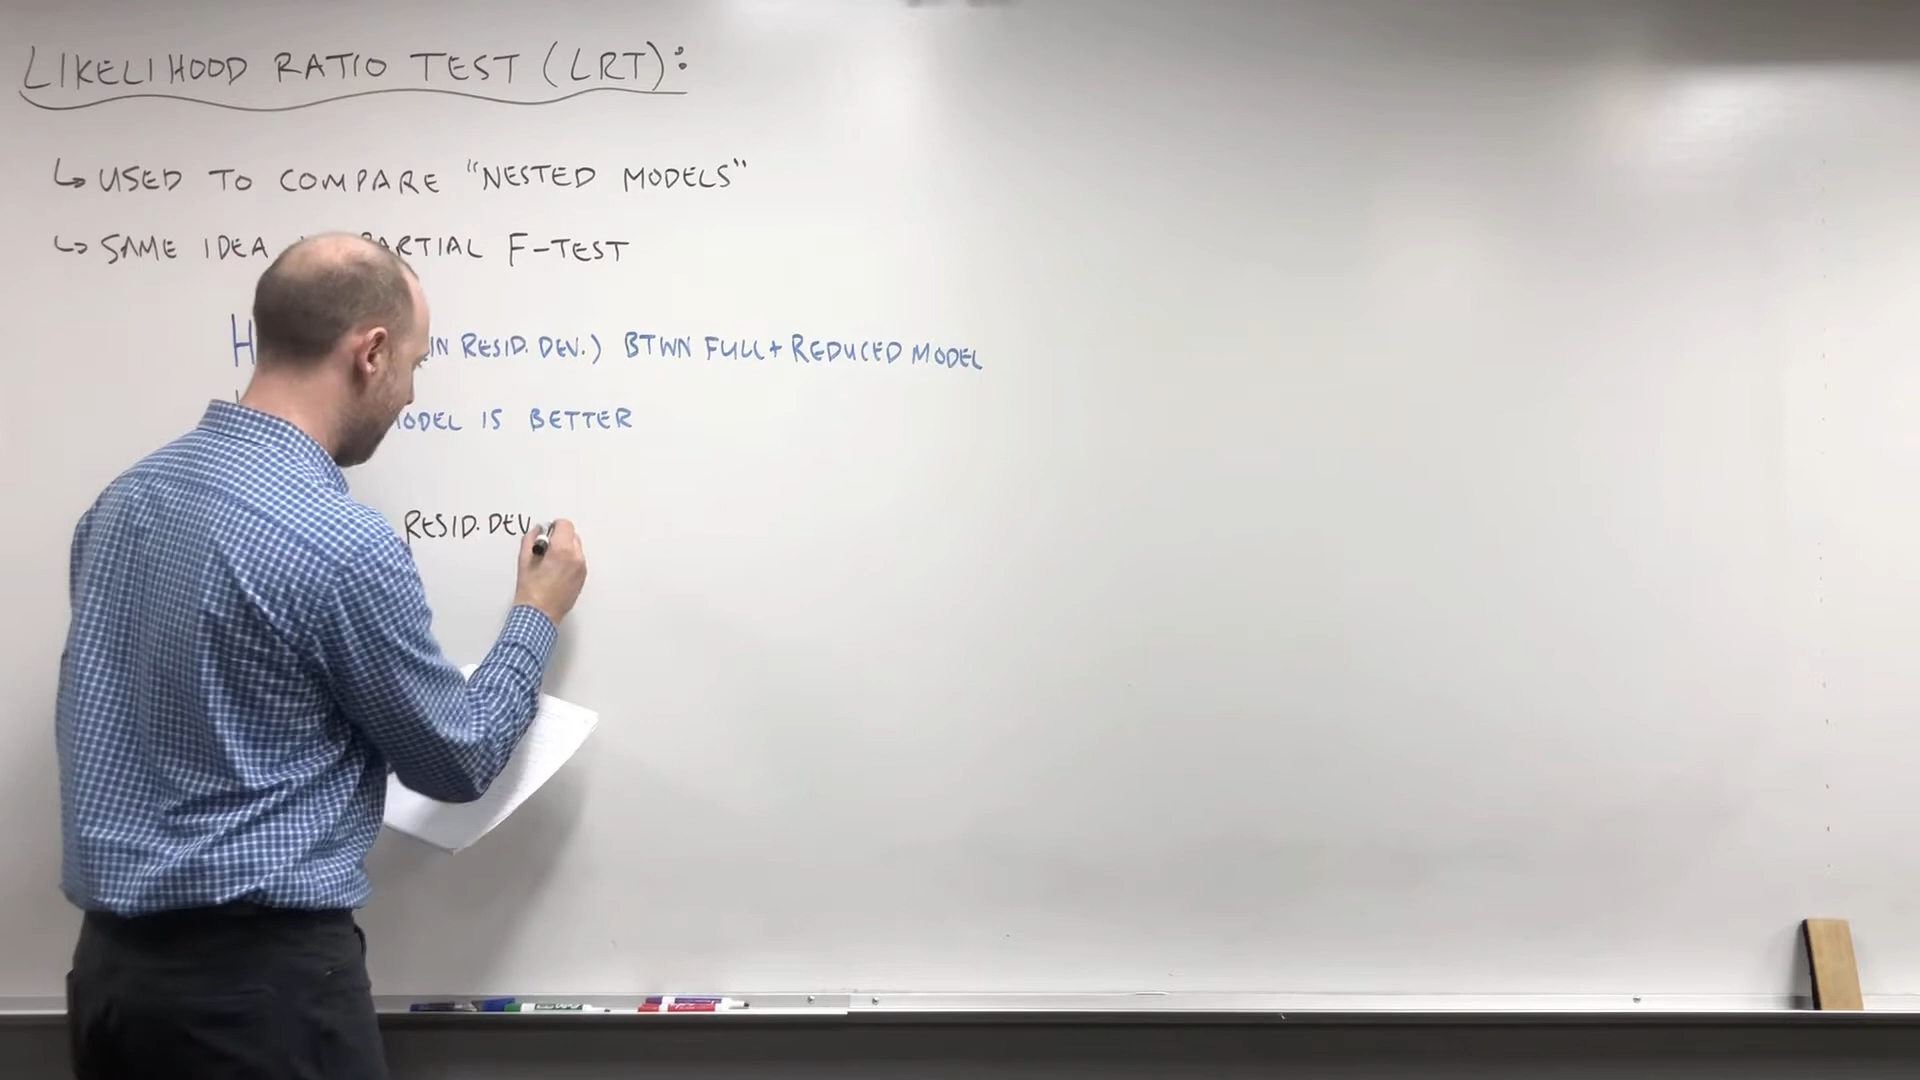 LIKELIHOOD RATIO TEST (LRT):
↳ USED TO COMPARE "NESTED MODELS"
↳ SAME IDEA PARTIAL F-TEST
H IN RESID. DEV.) BTWN FULL + REDUCED MODEL
MODEL IS BETTER
RESID. DEV